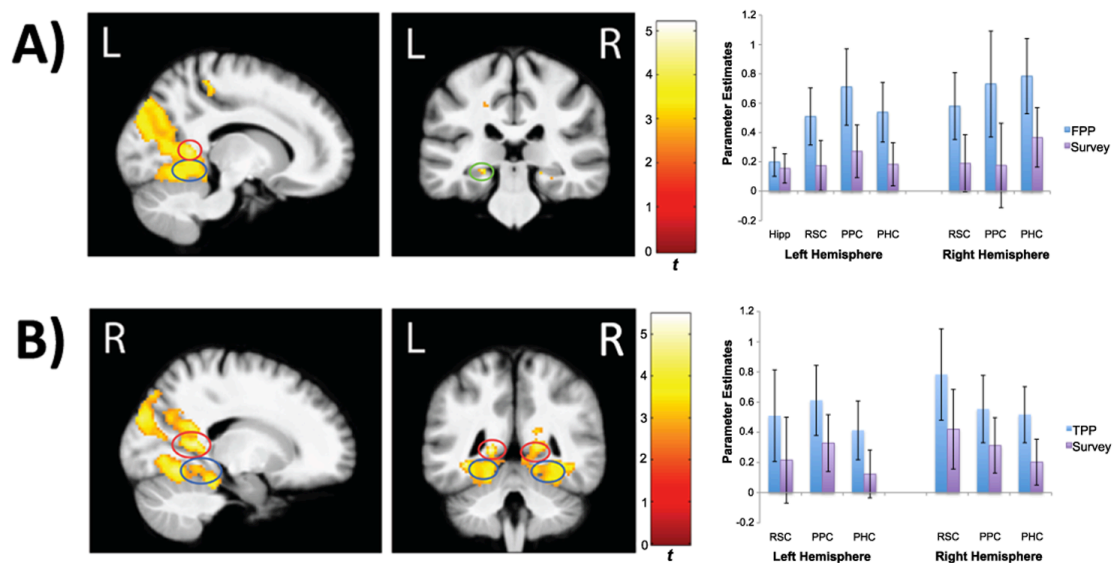 A)
L
L
R
5
4
3
2
1
0
t
Parameter Estimates
1.2
1
0.8
0.6
0.4
0.2
0
-0.2
Hipp RSC PPC PHC RSC PPC PHC
Left Hemisphere Right Hemisphere
FPP
Survey
B)
R
L
R
5
4
3
2
1
0
t
Parameter Estimates
1.2
1
0.8
0.6
0.4
0.2
0
-0.2
RSC PPC PHC RSC PPC PHC
Left Hemisphere Right Hemisphere
TPP
Survey